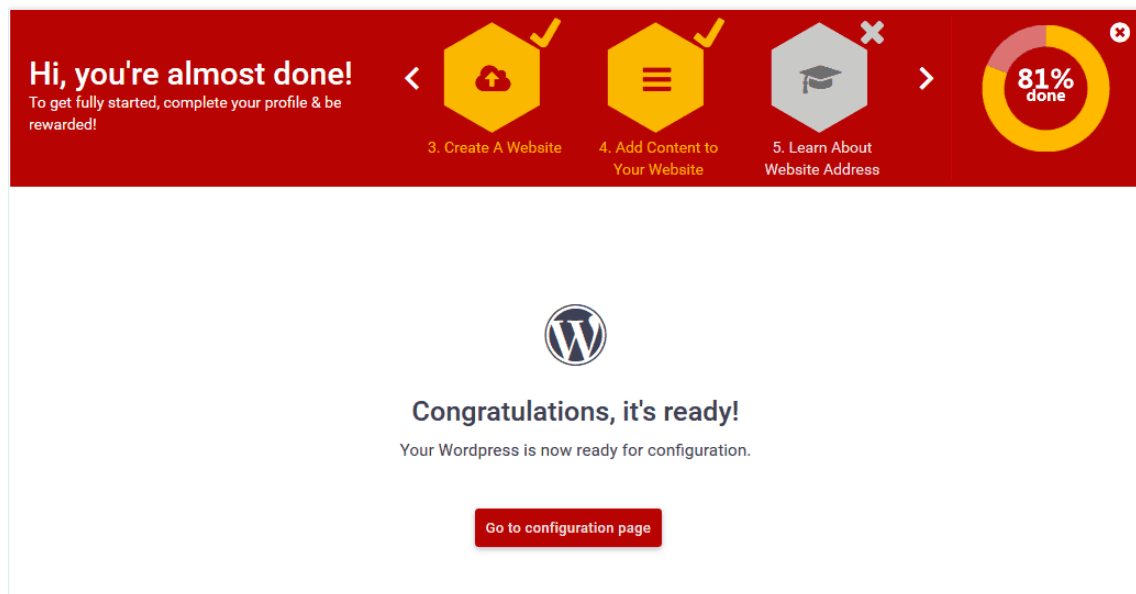 Hi, you're almost done!
To get fully started, complete your profile & be
rewarded!
3. Create A Website
4. Add Content to
Your Website
5. Learn About
Website Address
81%
done
Congratulations, it's ready!
Your Wordpress is now ready for configuration.
Go to configuration page